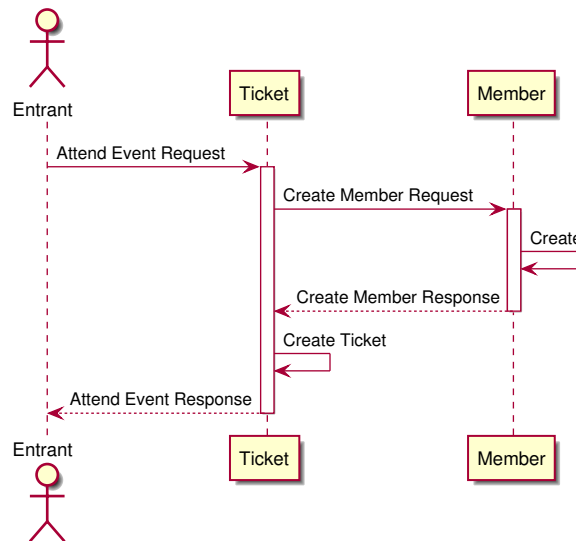 Entrant
Ticket
Member
Attend Event Request
Create Member Request
Create
Create Member Response
Create Ticket
Attend Event Response
Entrant
Ticket
Member